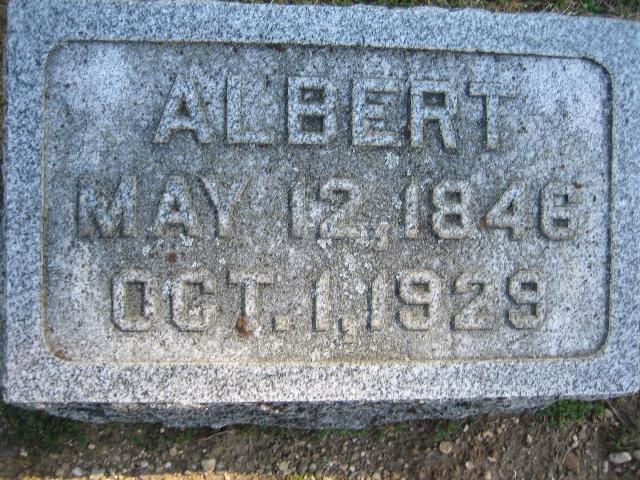 ALBERT
MAY 12, 1846
OCT. 1, 1929